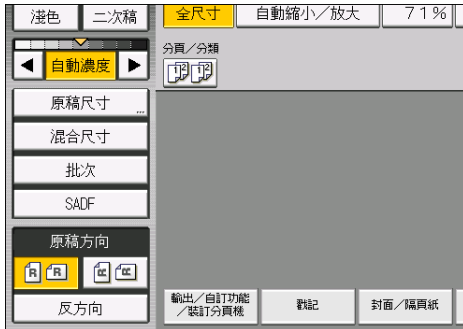 淺色 二次稿 全尺寸 自動縮小／放大 71%
自動濃度 分頁／分類
原稿尺寸 ...
混合尺寸
批次
SADF
原稿方向
R R R R
反方向
輸出／自訂功能
／裝訂分頁機
戳記 封面／隔頁紙